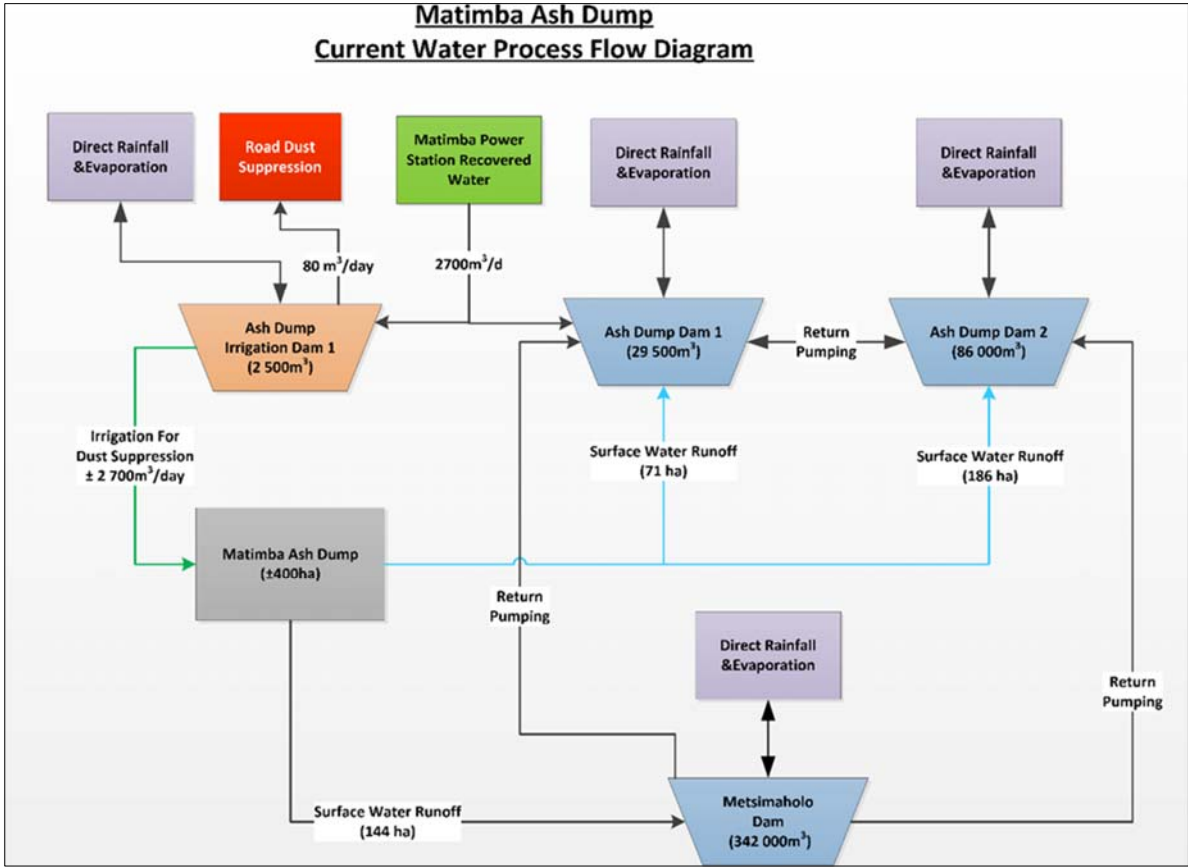 Matimba Ash Dump
Current Water Process Flow Diagram
Direct Rainfall
&Evaporation
Road Dust
Suppression
Matimba Power
Station Recovered
Water
Direct Rainfall
&Evaporation
Direct Rainfall
&Evaporation
80 m³/day
2700m³/d
Ash Dump
Irrigation Dam 1
(2 500m³)
Ash Dump Dam 1
(29 500m³)
Return
Pumping
Ash Dump Dam 2
(86 000m³)
Irrigation For
Dust Suppression
± 2 700m³/day
Surface Water Runoff
(71 ha)
Surface Water Runoff
(186 ha)
Matimba Ash Dump
(±400ha)
Return
Pumping
Direct Rainfall
&Evaporation
Return
Pumping
Surface Water Runoff
(144 ha)
Metsimaholo
Dam
(342 000m³)